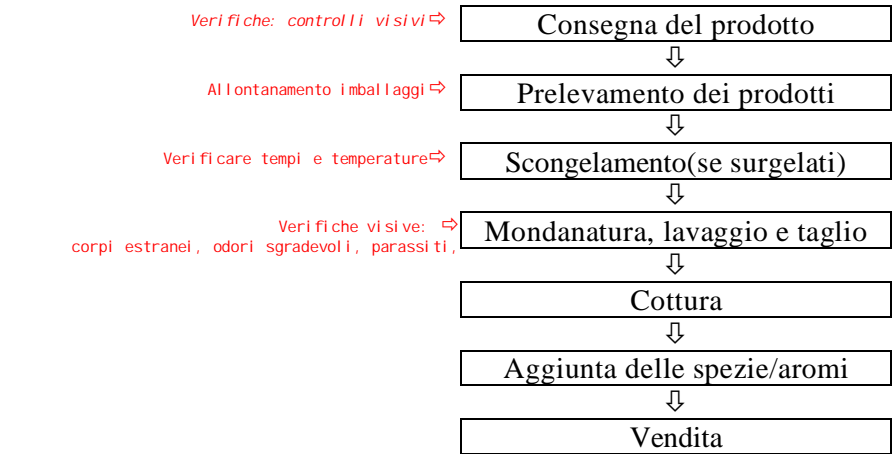 Verifiche: controlli visivi⇨ Consegna del prodotto
⇩
Allontanamento imballaggi⇨ Prelevamento dei prodotti
⇩
Verificare tempi e temperature⇨ Scongelamento(se surgelati)
⇩
Verifiche visive: ⇨
corpi estranei, odori sgradevoli, parassiti,
Mondanatura, lavaggio e taglio
⇩
Cottura
⇩
Aggiunta delle spezie/aromi
⇩
Vendita